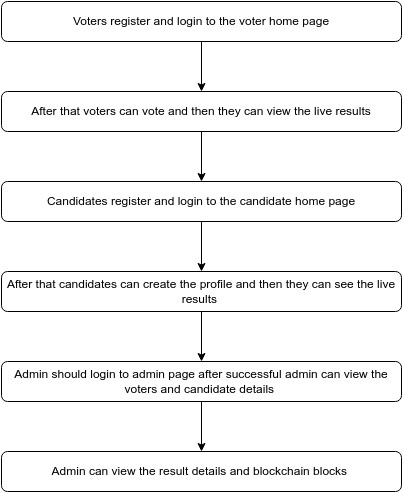 Voters register and login to the voter home page
After that voters can vote and then they can view the live results
Candidates register and login to the candidate home page
After that candidates can create the profile and then they can see the live
results
Admin should login to admin page after successful admin can view the
voters and candidate details
Admin can view the result details and blockchain blocks